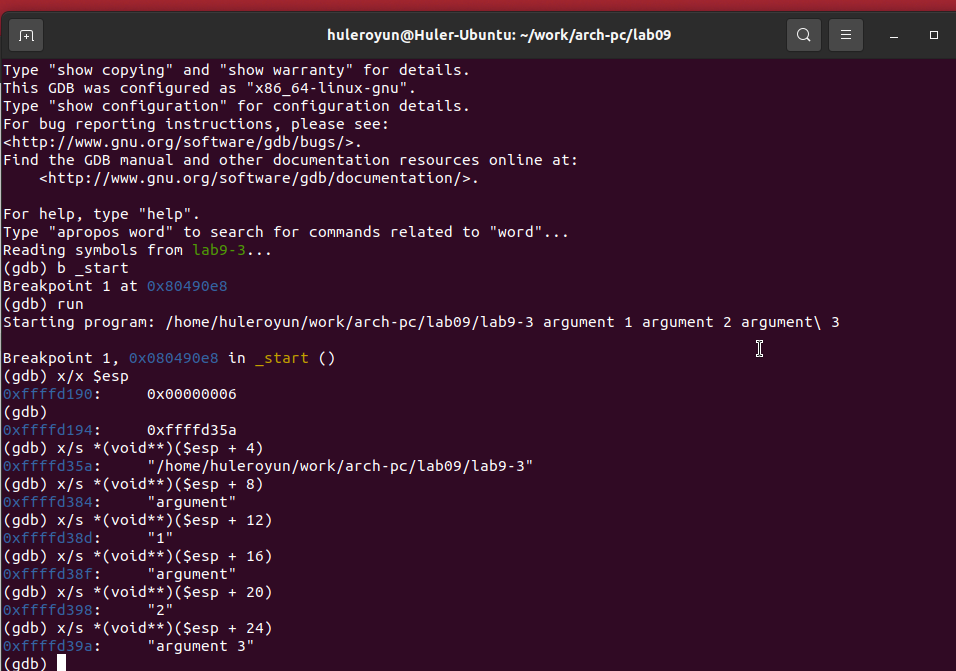 huleroyun@Huler-Ubuntu: ~/work/arch-pc/lab09
Type "show copying" and "show warranty" for details.
This GDB was configured as "x86_64-linux-gnu".
Type "show configuration" for configuration details.
For bug reporting instructions, please see:
<http://www.gnu.org/software/gdb/bugs/>.
Find the GDB manual and other documentation resources online at:
    <http://www.gnu.org/software/gdb/documentation/>.
For help, type "help".
Type "apropos word" to search for commands related to "word"...
Reading symbols from lab9-3...
(gdb) b _start
Breakpoint 1 at 0x80490e8
(gdb) run
Starting program: /home/huleroyun/work/arch-pc/lab09/lab9-3 argument 1 argument 2 argument\ 3
Breakpoint 1, 0x080490e8 in _start ()
(gdb) x/x $esp
0xffffd190:     0x00000006
(gdb)
0xffffd194:     0xffffd35a
(gdb) x/s *(void**)($esp + 4)
0xffffd35a:     "/home/huleroyun/work/arch-pc/lab09/lab9-3"
(gdb) x/s *(void**)($esp + 8)
0xffffd384:     "argument"
(gdb) x/s *(void**)($esp + 12)
0xffffd38d:     "1"
(gdb) x/s *(void**)($esp + 16)
0xffffd38f:     "argument"
(gdb) x/s *(void**)($esp + 20)
0xffffd398:     "2"
(gdb) x/s *(void**)($esp + 24)
0xffffd39a:     "argument 3"
(gdb)